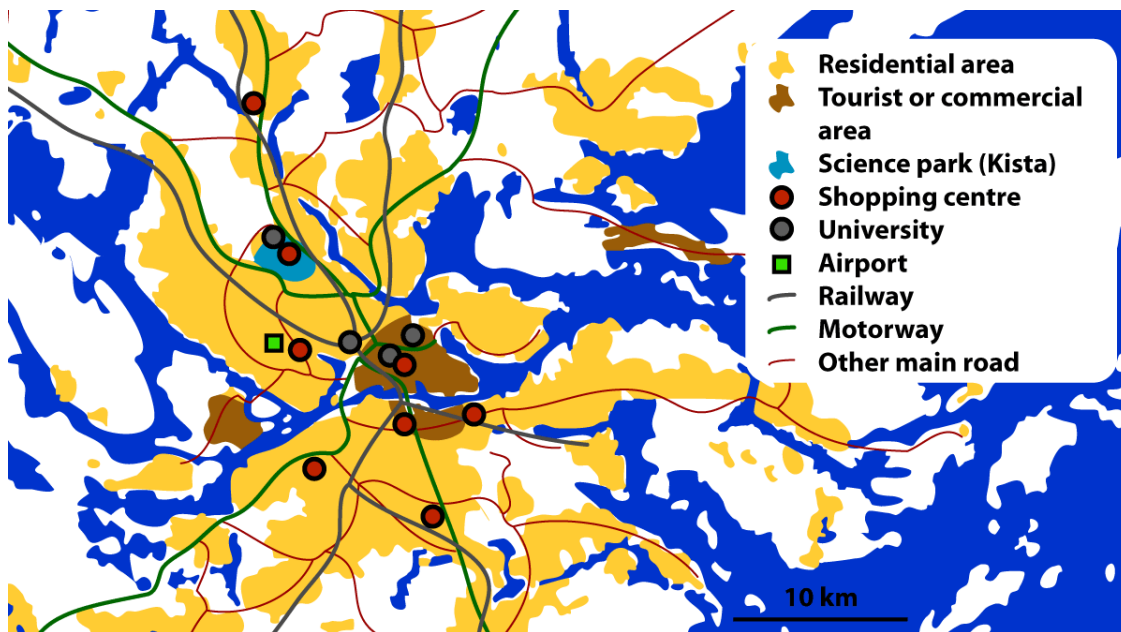 Residential area
Tourist or commercial
area
Science park (Kista)
Shopping centre
University
Airport
Railway
Motorway
Other main road
10 km